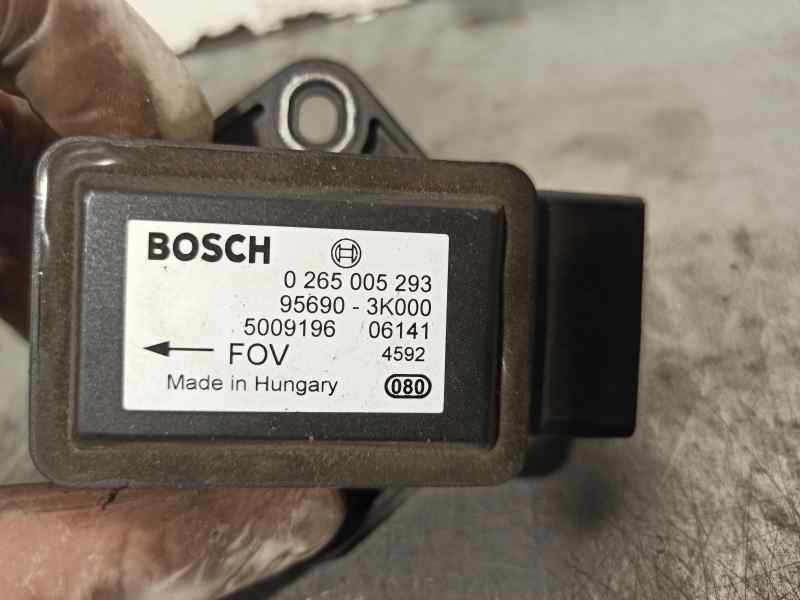 BOSCH
0 265 005 293
95690 - 3K000
5009196 06141
FOV 4592
Made in Hungary 080